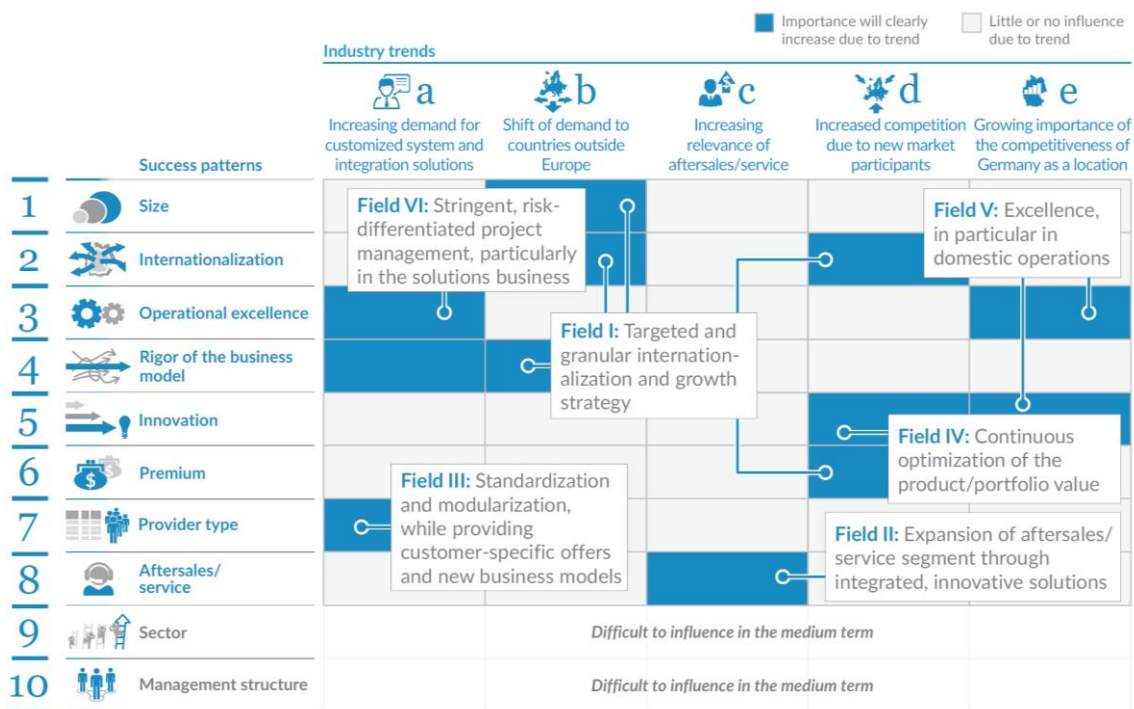 Importance will clearly
increase due to trend
Little or no influence
due to trend
Industry trends
a
Increasing demand for
customized system and
integration solutions
b
Shift of demand to
countries outside
Europe
c
Increasing
relevance of
aftersales/service
d
Increased competition
due to new market
participants
e
Growing importance of
the competitiveness of
Germany as a location
Success patterns
1
Size
2
Internationalization
3
Operational excellence
4
Rigor of the business
model
5
Innovation
6
$
$
Premium
7
Provider type
8
Aftersales/
service
9
Sector
10
Management structure
Field VI: Stringent, risk-
differentiated project
management, particularly
in the solutions business
Field V: Excellence,
in particular in
domestic operations
Field I: Targeted and
granular internation-
alization and growth
strategy
Field IV: Continuous
optimization of the
product/portfolio value
Field III: Standardization
and modularization,
while providing
customer-specific offers
and new business models
Field II: Expansion of aftersales/
service segment through
integrated, innovative solutions
Difficult to influence in the medium term
Difficult to influence in the medium term